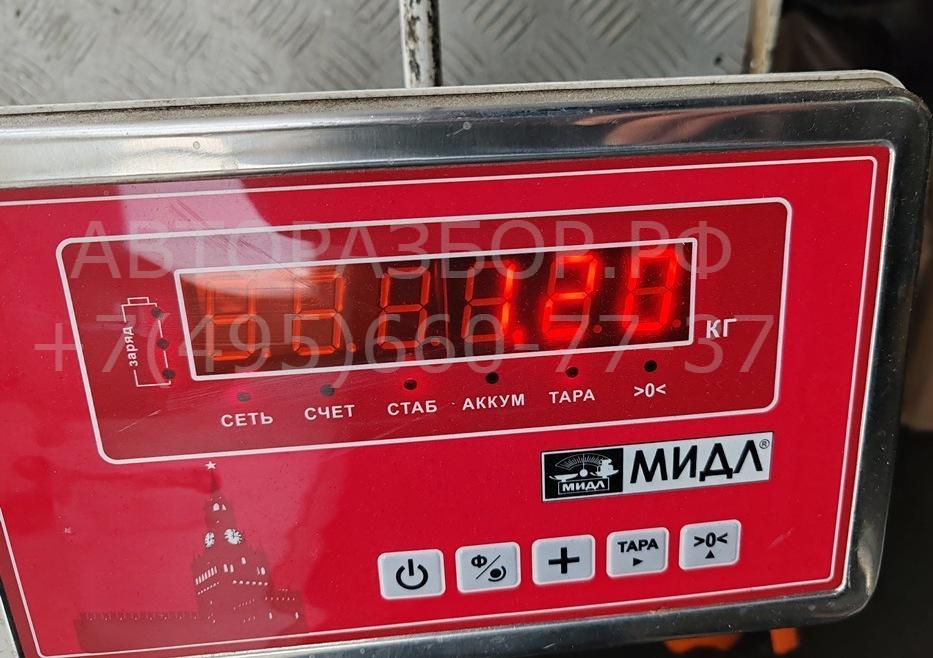 АВТОРАЗБОР.РФ
1.20
+7(495)660-77-37
кг
заряд
СЕТЬ СЧЕТ СТАБ АККУМ ТАРА >0<
МИДЛ МИДЛ®
Ф + ТАРА >0<